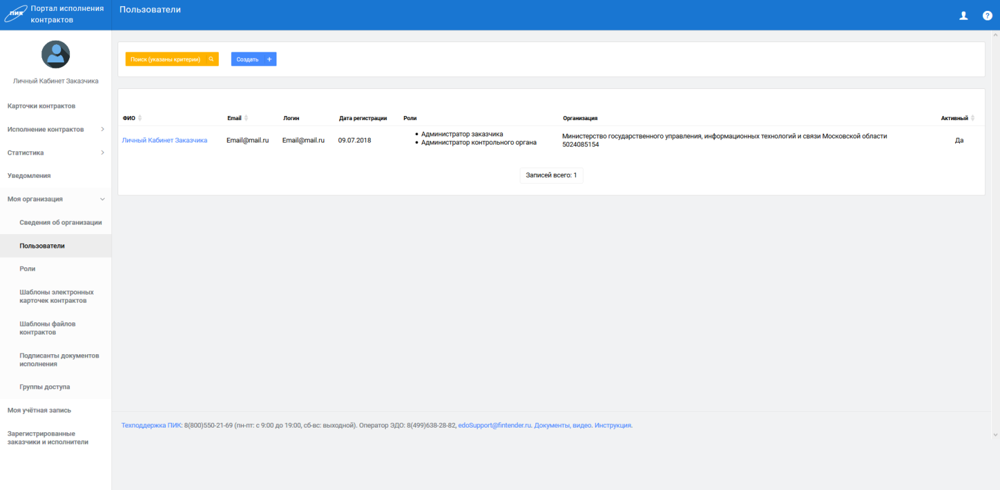 ПИК
Портал исполнения
контрактов
Пользователи
Личный Кабинет Заказчика
Карточки контрактов
Исполнение контрактов
Статистика
Уведомления
Моя организация
Сведения об организации
Пользователи
Роли
Шаблоны электронных
карточек контрактов
Шаблоны файлов
контрактов
Подписанты документов
исполнения
Группы доступа
Моя учётная запись
Зарегистрированные
заказчики и исполнители
Поиск (указаны критерии)
Создать +
ФИО Email Логин Дата регистрации Роли Организация Активный
Личный Кабинет Заказчика Email@mail.ru Email@mail.ru 09.07.2018
• Администратор заказчика
• Администратор контрольного органа
Министерство государственного управления, информационных технологий и связи Московской области
5024085154
Да
Записей всего: 1
Техподдержка ПИК: 8(800)550-21-69 (пн-пт: с 9:00 до 19:00, сб-вс: выходной). Оператор ЭДО: 8(499)638-28-82, edoSupport@fintender.ru. Документы, видео. Инструкция.